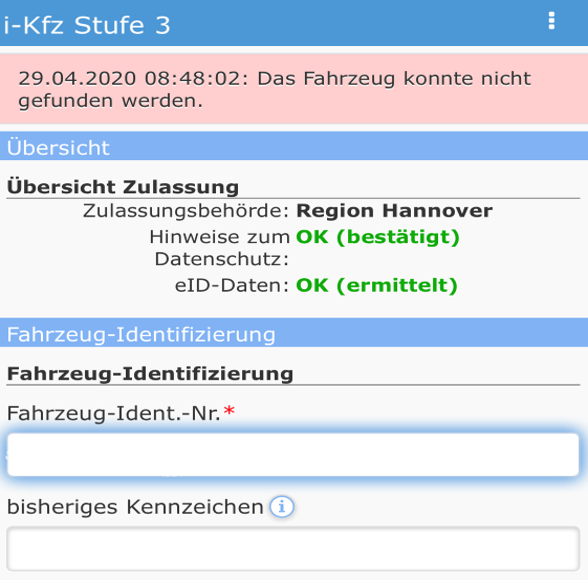 i-Kfz Stufe 3
29.04.2020 08:48:02: Das Fahrzeug konnte nicht
gefunden werden.
Übersicht
Übersicht Zulassung
Zulassungsbehörde: Region Hannover
Hinweise zum OK (bestätigt)
Datenschutz:
eID-Daten: OK (ermittelt)
Fahrzeug-Identifizierung
Fahrzeug-Identifizierung
Fahrzeug-Ident.-Nr.*
bisheriges Kennzeichen i